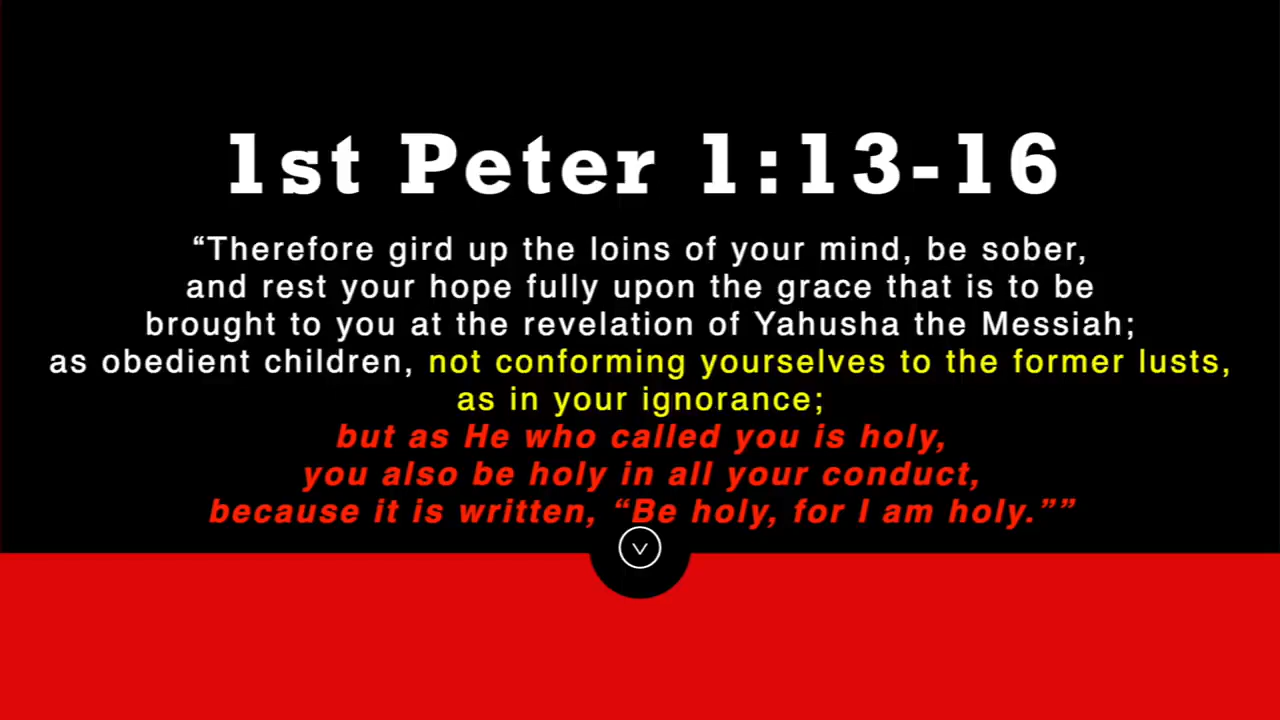 1st Peter 1:13-16
“Therefore gird up the loins of your mind, be sober,
and rest your hope fully upon the grace that is to be
brought to you at the revelation of Yahusha the Messiah;
as obedient children, not conforming yourselves to the former lusts,
as in your ignorance;
but as He who called you is holy,
you also be holy in all your conduct,
because it is written, “Be holy, for I am holy.””